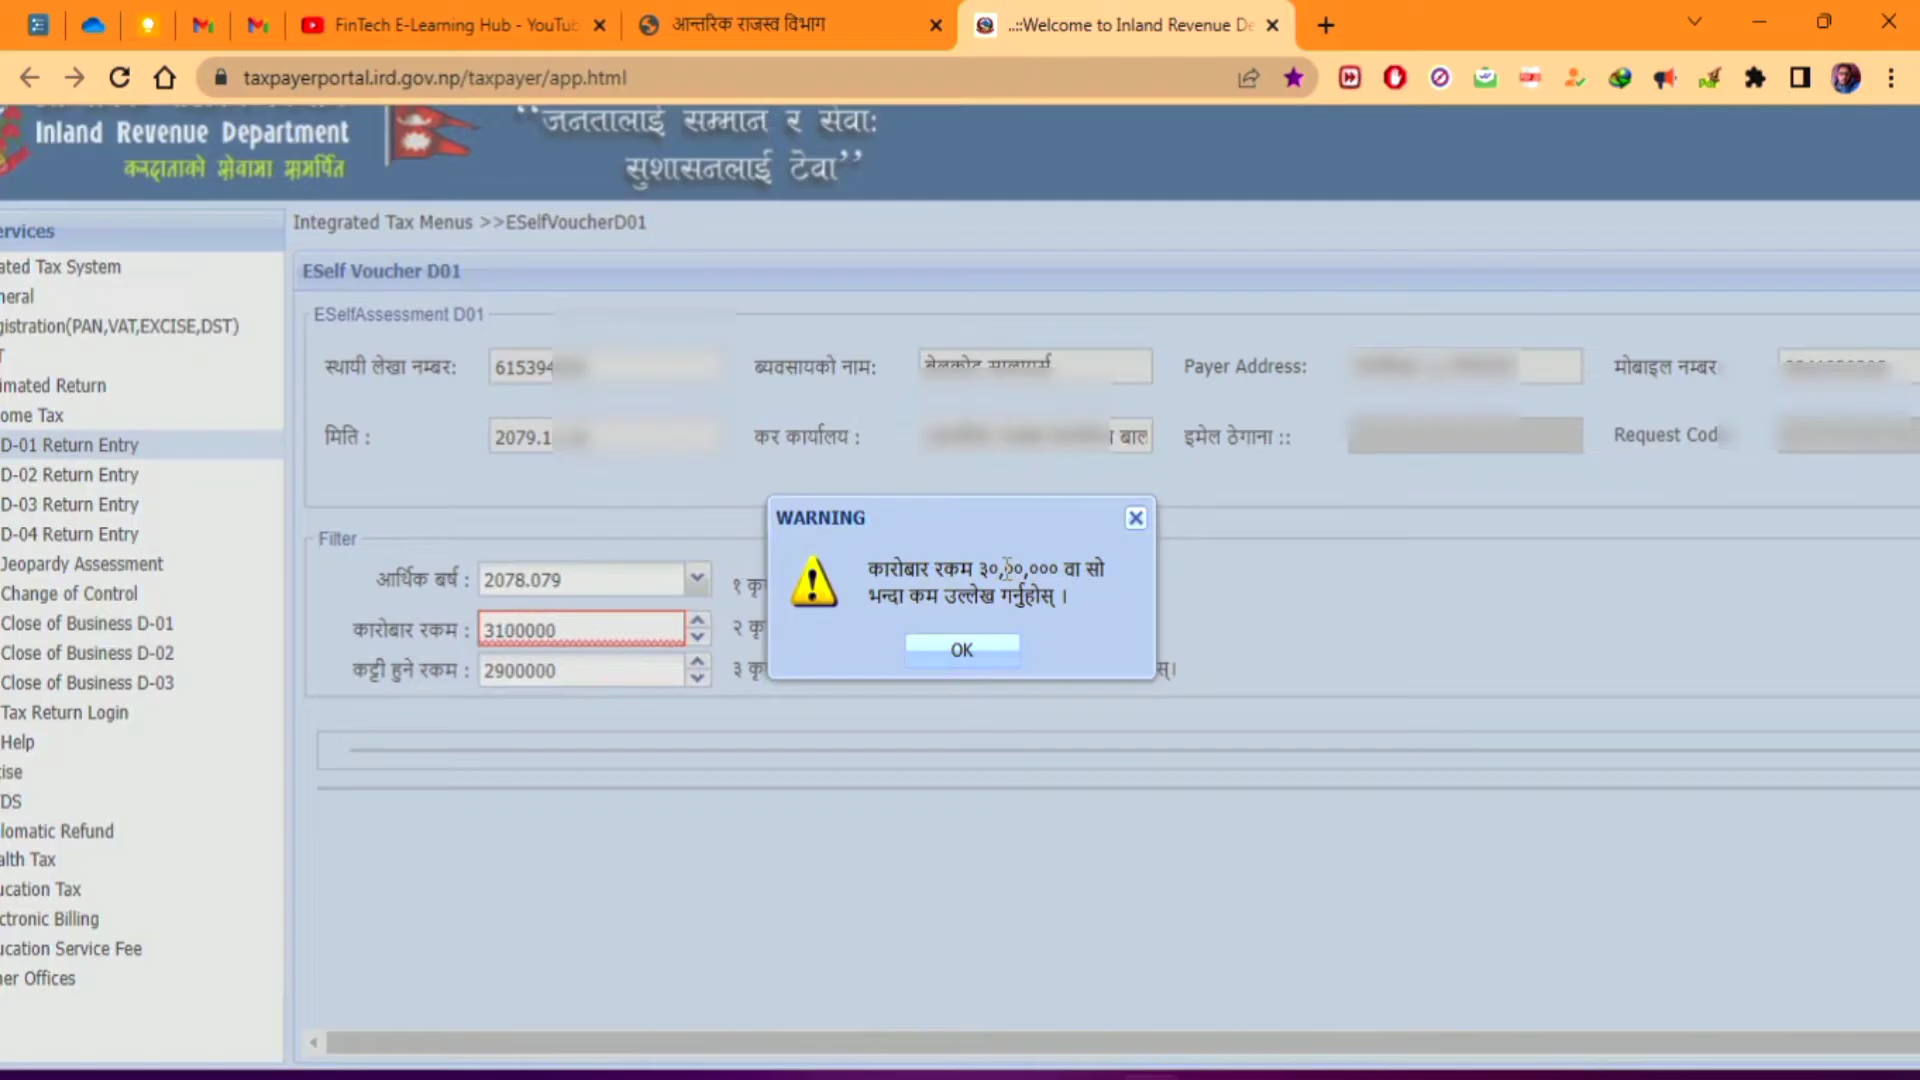 FinTech E-Learning Hub - YouTub
आन्तरिक राजस्व विभाग
..::Welcome to Inland Revenue De
taxpayerportal.ird.gov.np/taxpayer/app.html
Inland Revenue Department
करदाताको सेवामा समर्पित
‘‘जनतालाई सम्मान र सेवाः
सुशासनलाई टेवा’’
ervices
ated Tax System
neral
gistration(PAN,VAT,EXCISE,DST)
T
imated Return
ome Tax
D-01 Return Entry
D-02 Return Entry
D-03 Return Entry
D-04 Return Entry
Jeopardy Assessment
Change of Control
Close of Business D-01
Close of Business D-02
Close of Business D-03
Tax Return Login
Help
ise
DS
lomatic Refund
alth Tax
ucation Tax
ctronic Billing
ucation Service Fee
ner Offices
Integrated Tax Menus >>ESelfVoucherD01
ESelf Voucher D01
ESelfAssessment D01
स्थायी लेखा नम्बर: 615394
ब्यवसायको नाम:
Payer Address:
मोबाइल नम्बर
मिति : 2079.1
कर कार्यालय : बाल
इमेल ठेगाना ::
Request Cod
Filter
आर्थिक बर्ष : 2078.079
१ कृ
कारोबार रकम : 3100000
२ कृ
कट्टी हुने रकम : 2900000
३ कृ
स्।
WARNING
कारोबार रकम ३०,००,००० वा सो
भन्दा कम उल्लेख गर्नुहोस् ।
OK